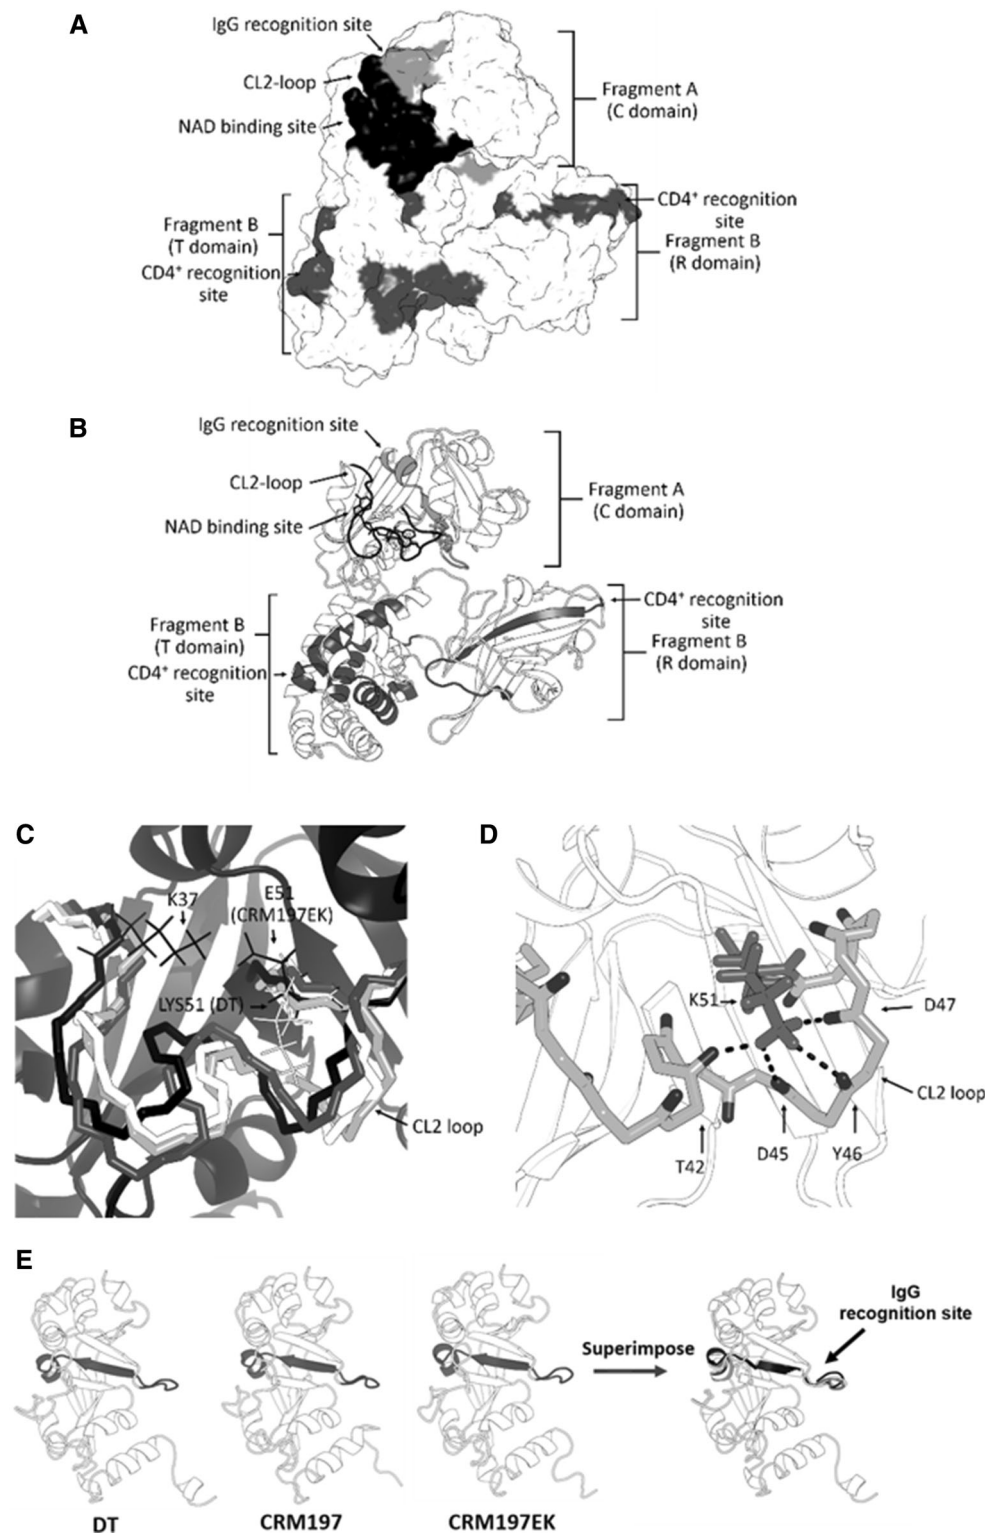 A
IgG recognition site
CL2-loop
NAD binding site
Fragment A
(C domain)
Fragment B
(T domain)
CD4⁺ recognition
site
CD4⁺ recognition
site
Fragment B
(R domain)
B
IgG recognition site
CL2-loop
NAD binding site
Fragment A
(C domain)
Fragment B
(T domain)
CD4⁺ recognition
site
CD4⁺ recognition
site
Fragment B
(R domain)
C
K37
E51
(CRM197EK)
LYS51 (DT)
CL2 loop
D
K51
D47
CL2 loop
T42
D45
Y46
E
DT
CRM197
CRM197EK
Superimpose
IgG
recognition site